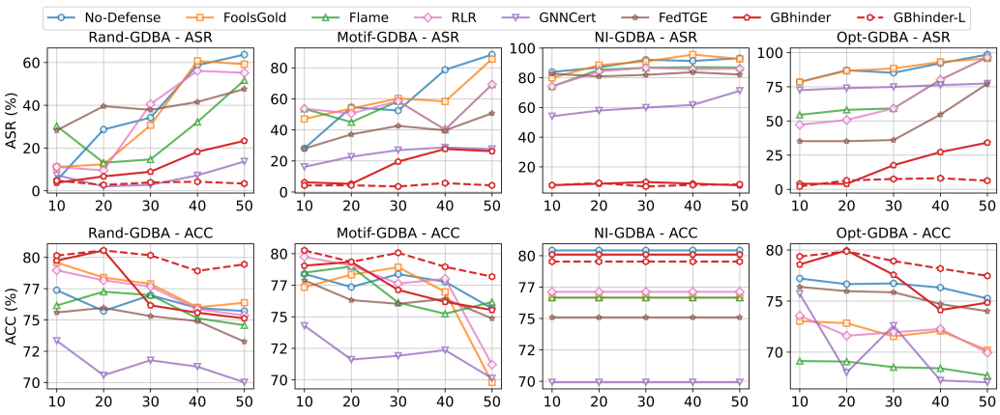 No-Defense FoolsGold Flame RLR GNNCert FedTGE GBhinder GBhinder-L
Rand-GDBA - ASR Motif-GDBA - ASR NI-GDBA - ASR Opt-GDBA - ASR
ASR (%)
60
40
20
0
10 20 30 40 50
80
60
40
20
0
10 20 30 40 50
100
80
60
40
20
10 20 30 40 50
100
75
50
25
0
10 20 30 40 50
Rand-GDBA - ACC Motif-GDBA - ACC NI-GDBA - ACC Opt-GDBA - ACC
ACC (%)
80
77
75
72
70
10 20 30 40 50
80
77
75
72
70
10 20 30 40 50
80
77
75
72
70
10 20 30 40 50
80
75
70
10 20 30 40 50